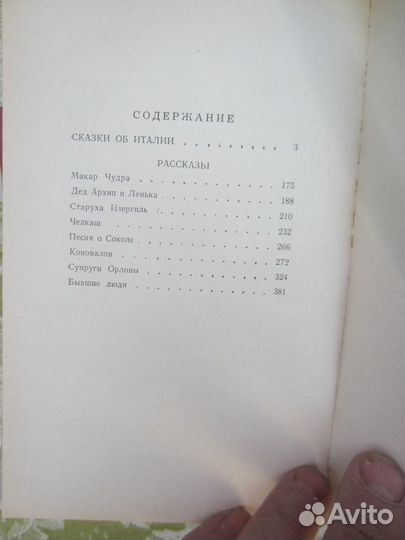 СОДЕРЖАНИЕ
СКАЗКИ ОБ ИТАЛИИ . . . . . . . . . 3
РАССКАЗЫ
Макар Чудра . . . . . . . . . . . 175
Дед Архип и Ленька . . . . . . . . . 188
Старуха Изергиль . . . . . . . . . 210
Челкаш . . . . . . . . . . . . . 232
Песня о Соколе . . . . . . . . . . 266
Коновалов . . . . . . . . . . . . 272
Супруги Орловы . . . . . . . . . . 324
Бывшие люди . . . . . . . . . . . 381
Avito